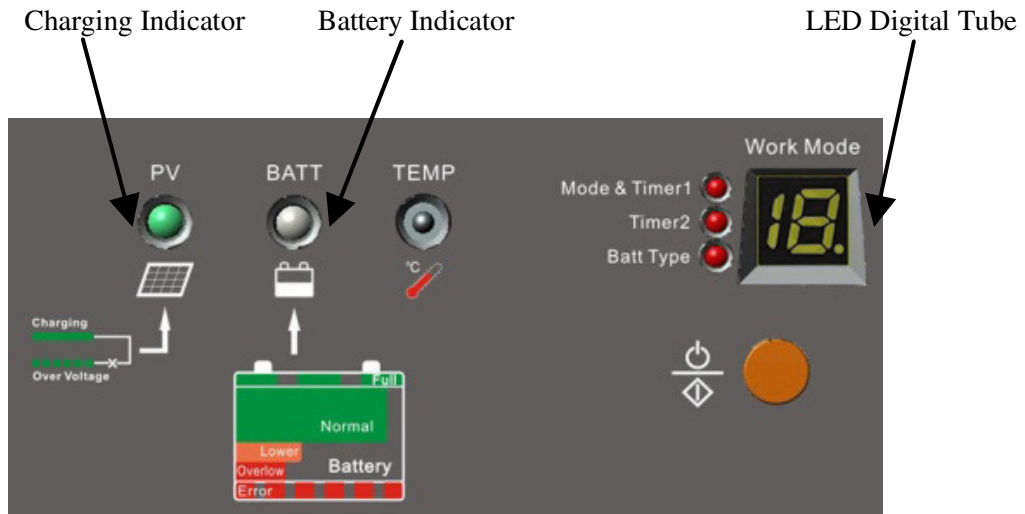 Charging Indicator Battery Indicator LED Digital Tube
Work Mode
PV BATT TEMP
Mode & Timer1
Timer2
Batt Type
18.
°C
Charging
Over Voltage
Full
Normal
Lower
Overlow Battery
Error